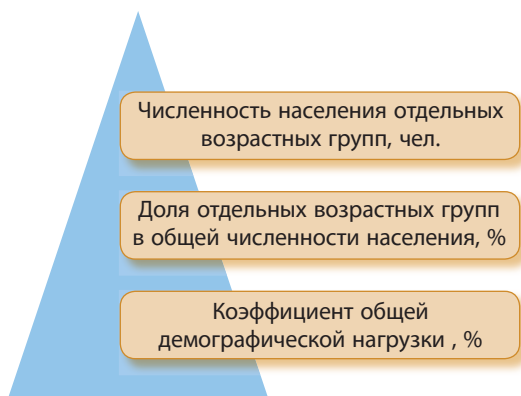 Численность населения отдельных
возрастных групп, чел.
Доля отдельных возрастных групп
в общей численности населения, %
Коэффициент общей
демографической нагрузки , %